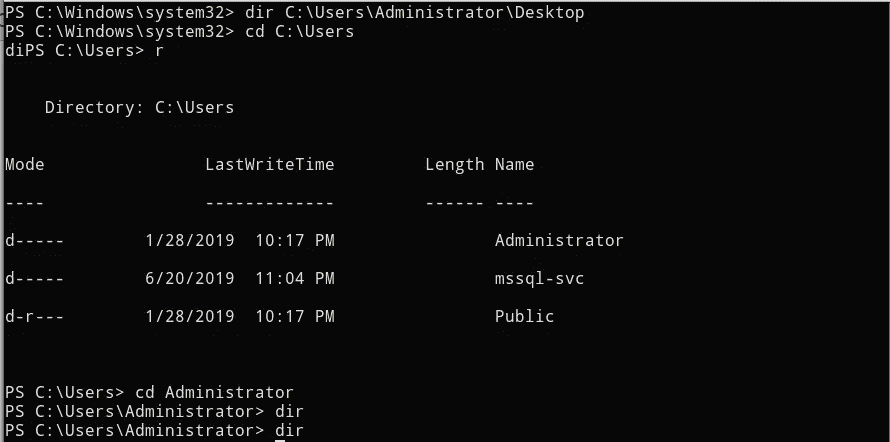 PS C:\Windows\system32> dir C:\Users\Administrator\Desktop
PS C:\Windows\system32> cd C:\Users
diPS C:\Users> r
Directory: C:\Users
Mode                LastWriteTime         Length Name
----                -------------         ------ ----
d-----        1/28/2019  10:17 PM                Administrator
d-----        6/20/2019  11:04 PM                mssql-svc
d-r---        1/28/2019  10:17 PM                Public
PS C:\Users> cd Administrator
PS C:\Users\Administrator> dir
PS C:\Users\Administrator> dir